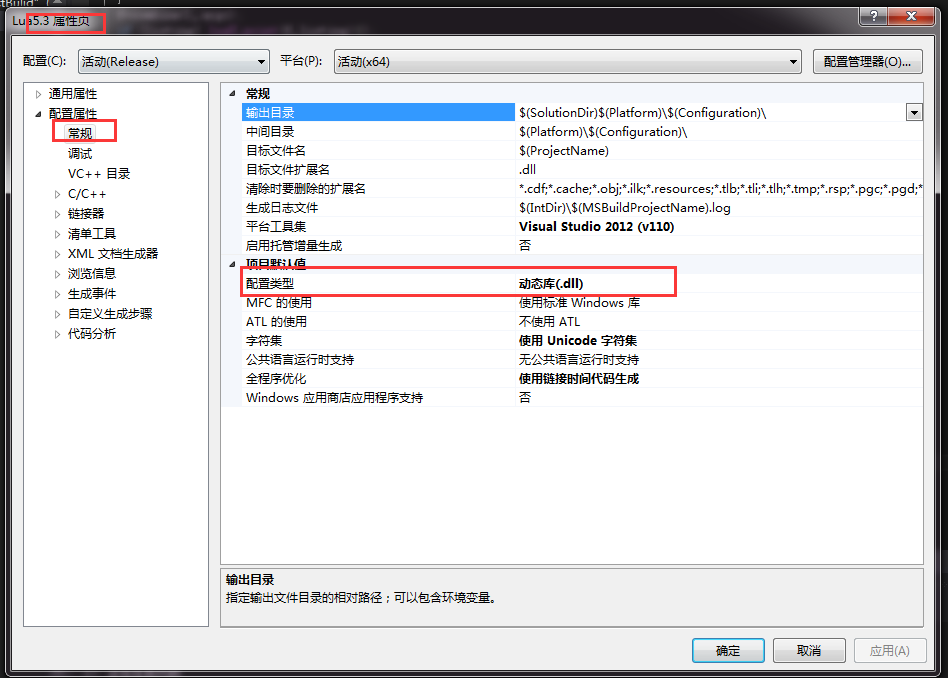 Lua5.3 属性页
配置(C): 活动(Release) 平台(P): 活动(x64) 配置管理器(O)...
通用属性
配置属性
常规
调试
VC++ 目录
C/C++
链接器
清单工具
XML 文档生成器
浏览信息
生成事件
自定义生成步骤
代码分析
常规
输出目录 $(SolutionDir)$(Platform)\$(Configuration)\
中间目录 $(Platform)\$(Configuration)\
目标文件名 $(ProjectName)
目标文件扩展名 .dll
清除时要删除的扩展名 *.cdf;*.cache;*.obj;*.ilk;*.resources;*.tlb;*.tli;*.tlh;*.tmp;*.rsp;*.pgc;*.pgd;*
生成日志文件 $(IntDir)\$(MSBuildProjectName).log
平台工具集 Visual Studio 2012 (v110)
启用托管增量生成 否
项目默认值
配置类型 动态库(.dll)
MFC 的使用 使用标准 Windows 库
ATL 的使用 不使用 ATL
字符集 使用 Unicode 字符集
公共语言运行时支持 无公共语言运行时支持
全程序优化 使用链接时间代码生成
Windows 应用商店应用程序支持 否
输出目录
指定输出文件目录的相对路径；可以包含环境变量。
确定 取消 应用(A)